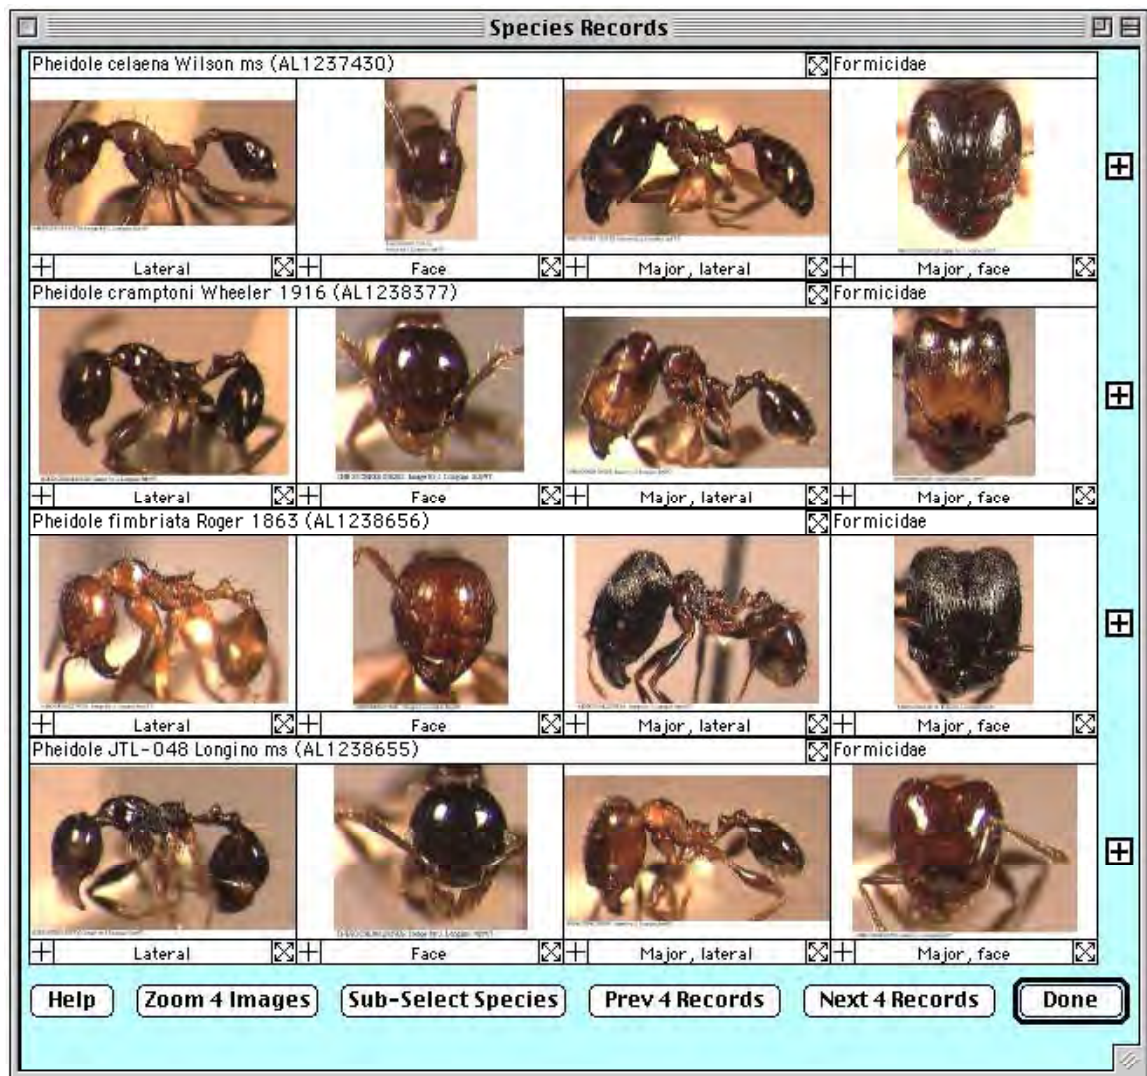 Species Records
Pheidole celaena Wilson ms (AL1237430) Formicidae
Lateral Face Major, lateral Major, face
Pheidole cramptoni Wheeler 1916 (AL1238377) Formicidae
Lateral Face Major, lateral Major, face
Pheidole fimbriata Roger 1863 (AL1238656) Formicidae
Lateral Face Major, lateral Major, face
Pheidole JTL-048 Longino ms (AL1238655) Formicidae
Lateral Face Major, lateral Major, face
Help Zoom 4 Images Sub-Select Species Prev 4 Records Next 4 Records Done